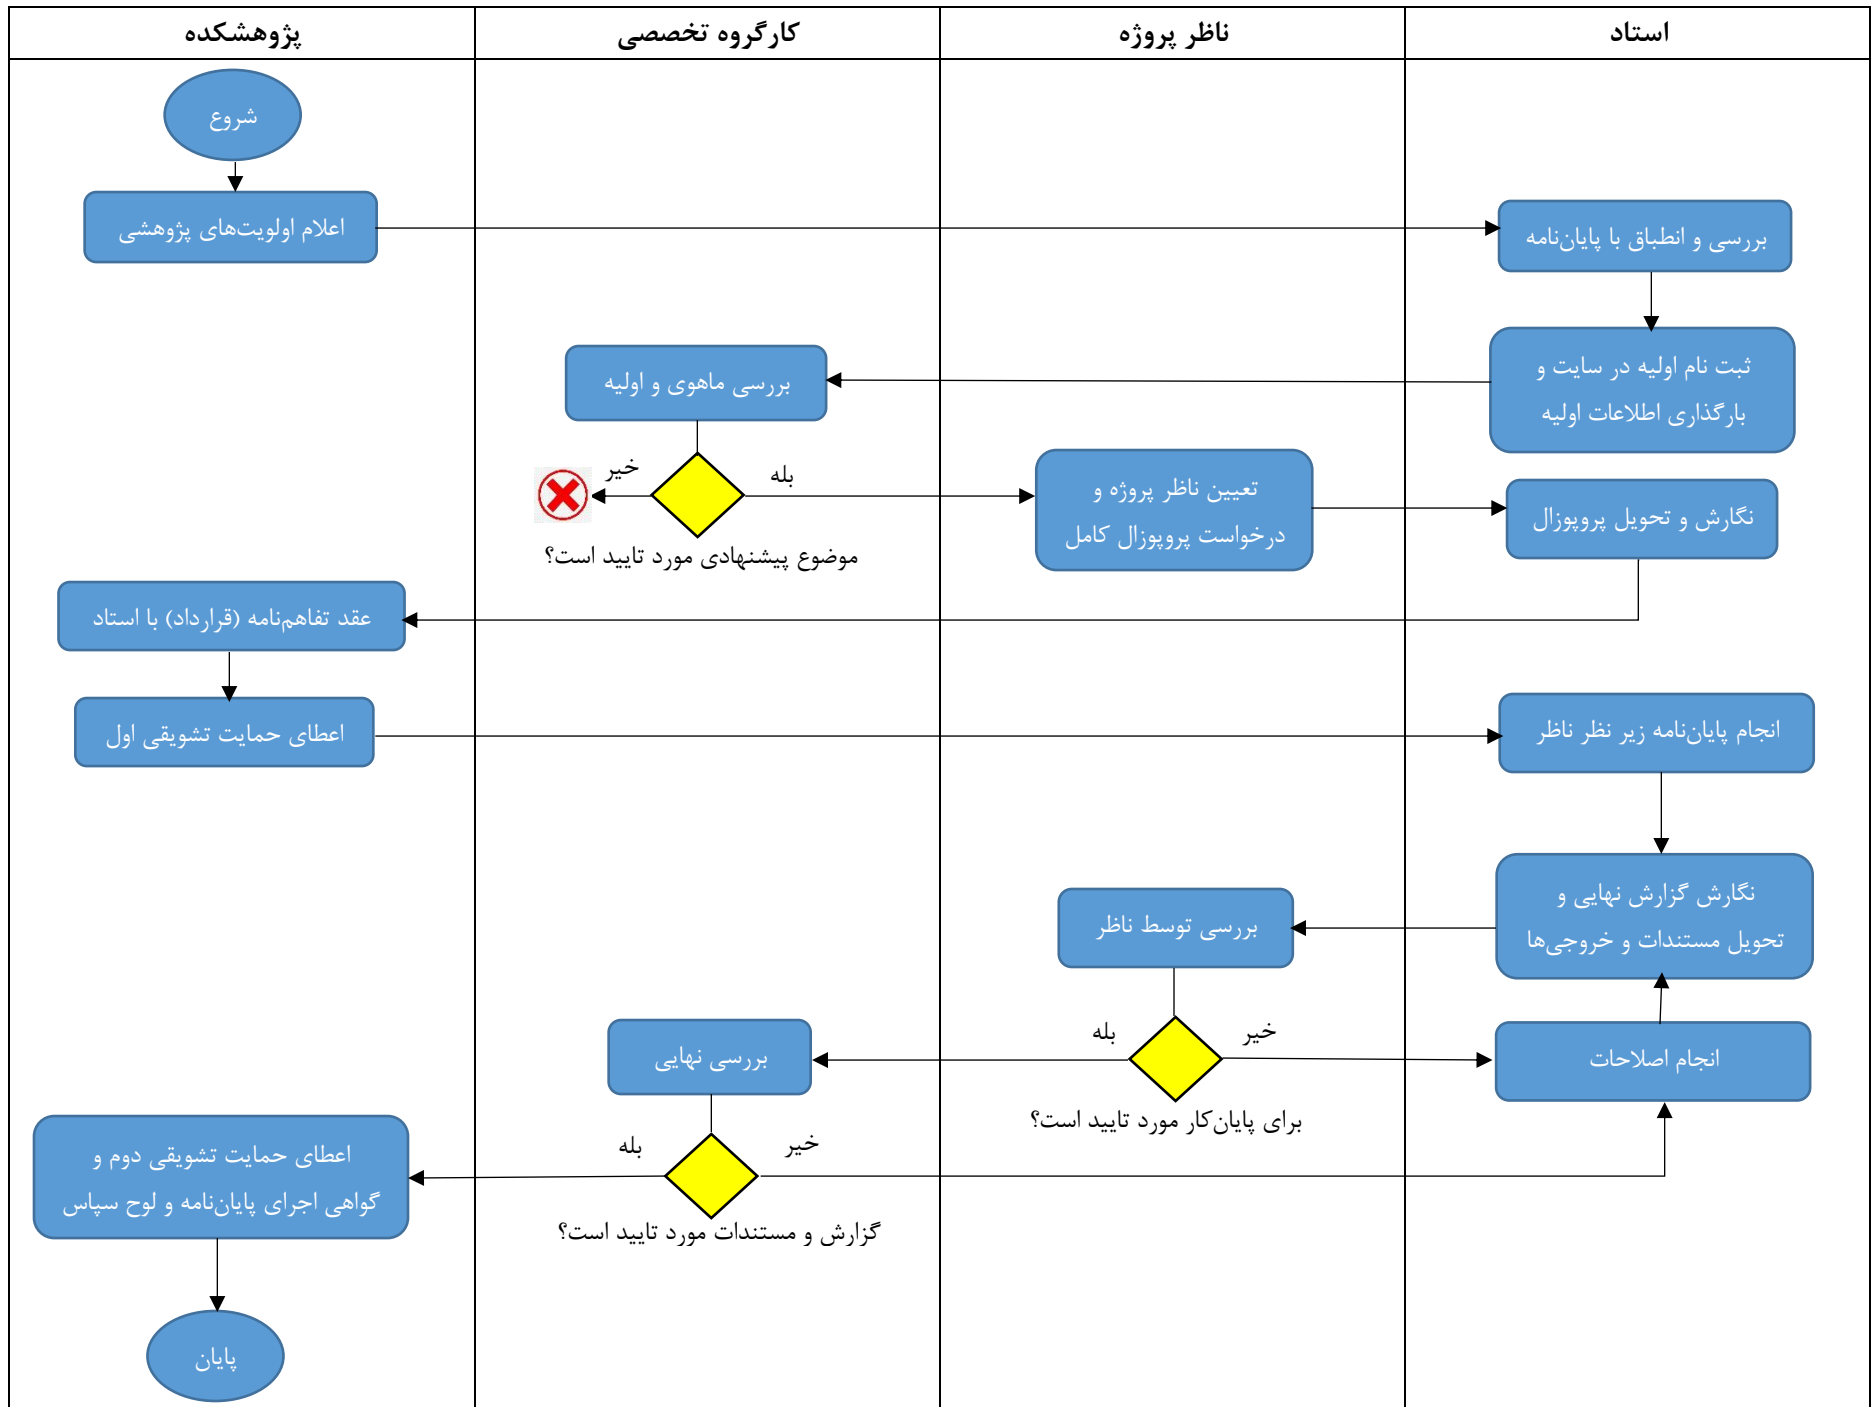 استاد
ناظر پروژه
کارگروه تخصصی
پژوهشکده
شروع
اعلام اولویت‌های پژوهشی
بررسی و انطباق با پایان‌نامه
ثبت نام اولیه در سایت و
بارگذاری اطلاعات اولیه
بررسی ماهوی و اولیه
خیر
بله
موضوع پیشنهادی مورد تایید است؟
تعیین ناظر پروژه و
درخواست پروپوزال کامل
نگارش و تحویل پروپوزال
عقد تفاهم‌نامه (قرارداد) با استاد
اعطای حمایت تشویقی اول
انجام پایان‌نامه زیر نظر ناظر
نگارش گزارش نهایی و
تحویل مستندات و خروجی‌ها
بررسی توسط ناظر
خیر
بله
برای پایان‌کار مورد تایید است؟
انجام اصلاحات
بررسی نهایی
خیر
بله
گزارش و مستندات مورد تایید است؟
اعطای حمایت تشویقی دوم و
گواهی اجرای پایان‌نامه و لوح سپاس
پایان